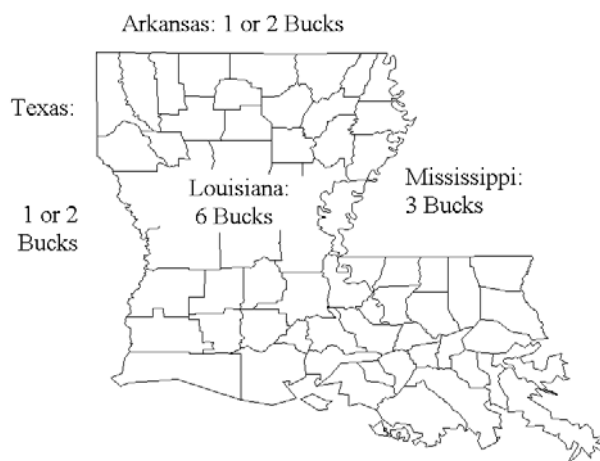 Arkansas: 1 or 2 Bucks
Texas:
1 or 2
Bucks
Louisiana:
6 Bucks
Mississippi:
3 Bucks